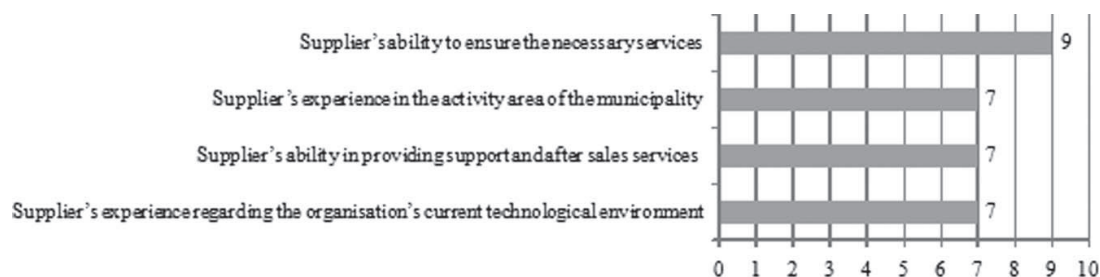 Supplier's ability to ensure the necessary services 9
Supplier's experience in the activity area of the municipality 7
Supplier's ability in providing support and after sales services 7
Supplier's experience regarding the organisation's current technological environment 7
0 1 2 3 4 5 6 7 8 9 10